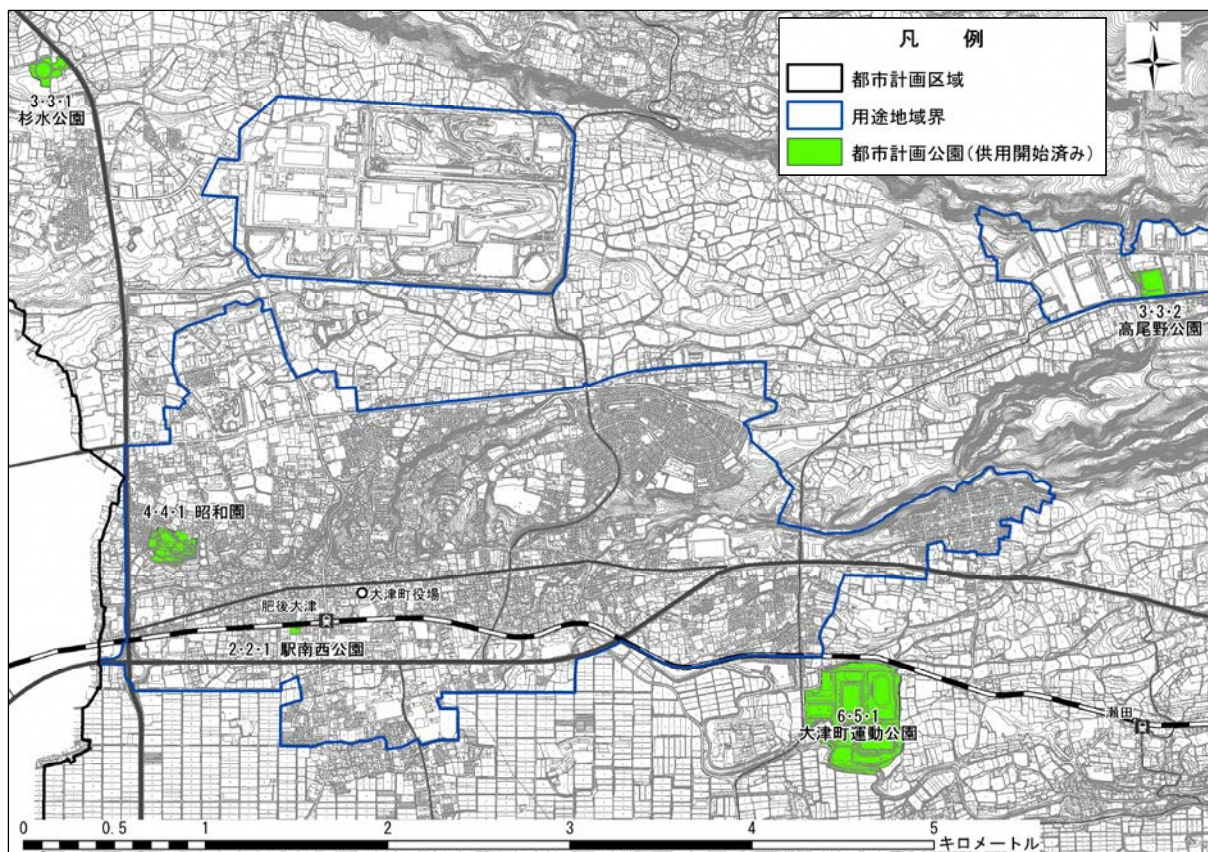 凡 例
N
都市計画区域
用途地域界
都市計画公園(供用開始済み)
3・3・1
杉水公園
3・3・2
高尾野公園
4・4・1 昭和園
大津町役場
肥後大津
2・2・1 駅南西公園
6・5・1
大津町運動公園
瀬田
0 0.5 1 2 3 4 5
キロメートル